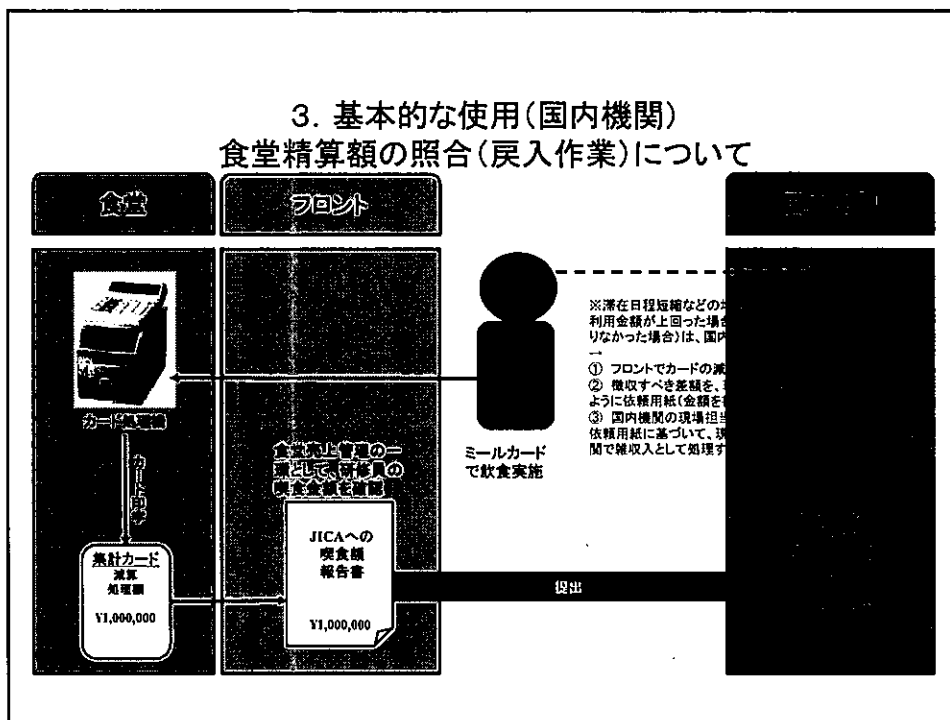 3. 基本的な使用(国内機関)
食堂精算額の照合(戻入作業)について
食堂
フロント
カード処理機
カード印字
集計カード
減算
処理額
¥1,000,000
食堂売上管理の一
環として、研修員の
喫食金額を確認
JICAへの
喫食額
報告書
¥1,000,000
ミールカード
で飲食実施
※滞在日程短縮などの
利用金額が上回った場合
りなかった場合)は、国内
→
① フロントでカードの減
② 徴収すべき差額を、
ように依頼用紙(金額を
③ 国内機関の現場担当
依頼用紙に基づいて、現
関で雑収入として処理す
提出